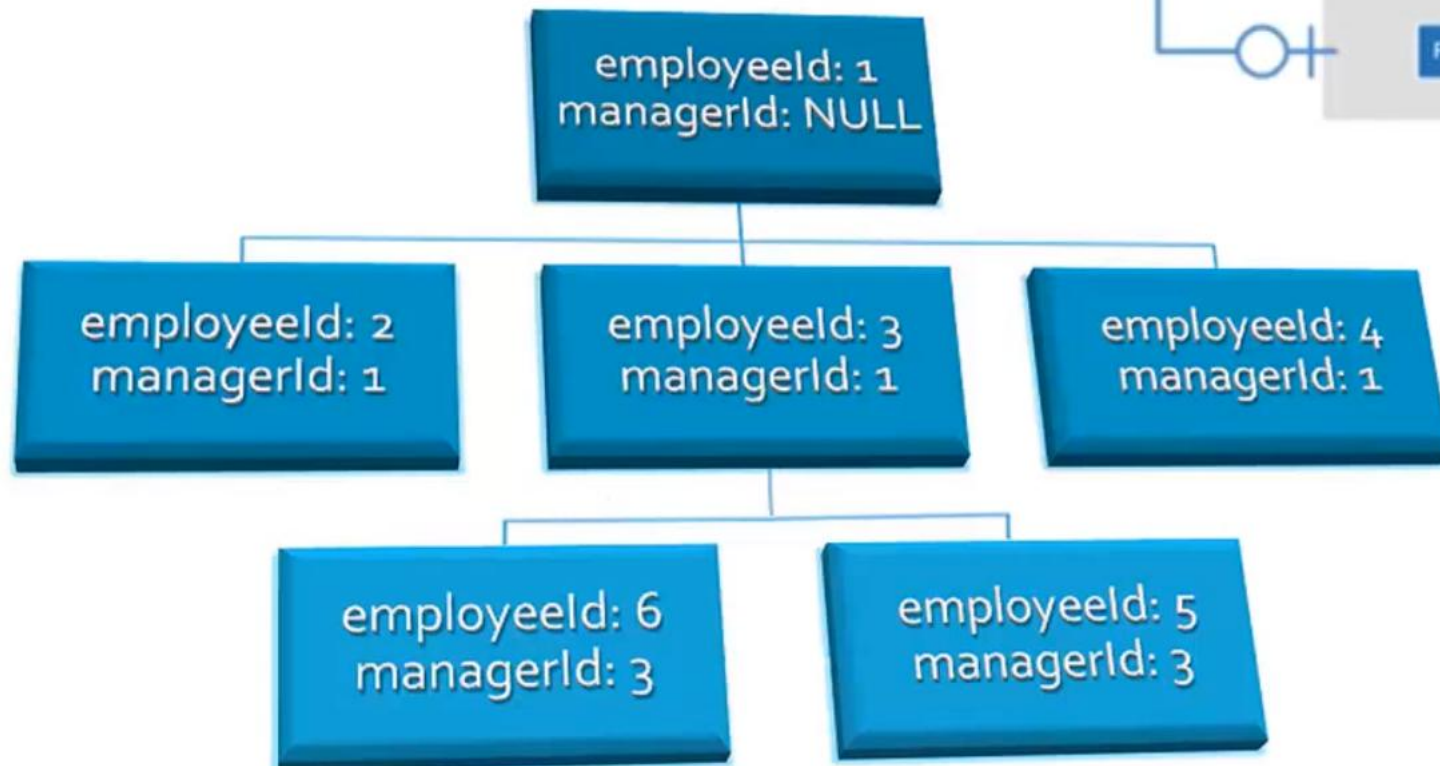 employeeId: 1
managerId: NULL
employeeId: 2
managerId: 1
employeeId: 3
managerId: 1
employeeId: 4
managerId: 1
employeeId: 6
managerId: 3
employeeId: 5
managerId: 3